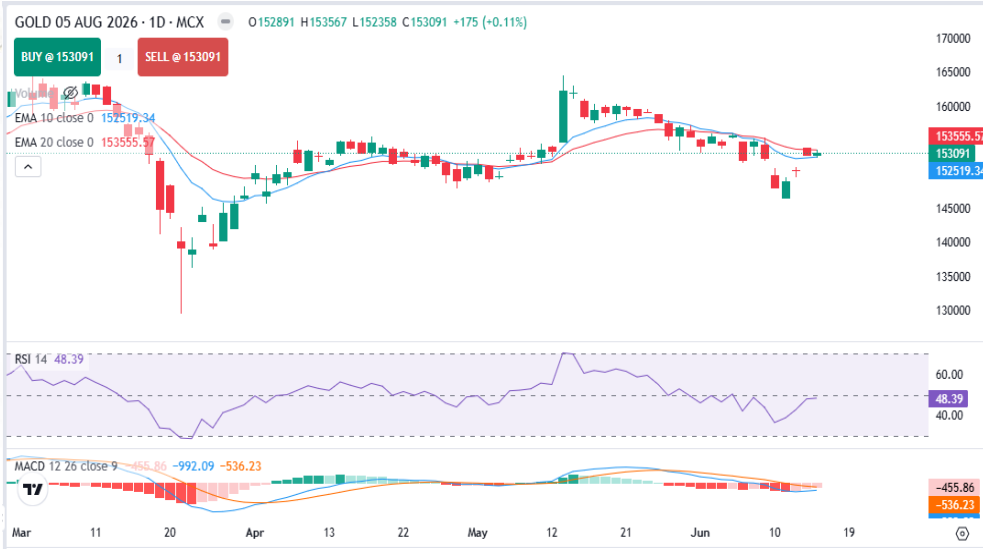 GOLD 05 AUG 2026 · 1D · MCX O152891 H153567 L152358 C153091 +175 (+0.11%)
BUY @ 153091 1 SELL @ 153091
Volume
EMA 10 close 0 152519.34
EMA 20 close 0 153555.57
170000
165000
160000
153555.57
153091
152519.34
145000
140000
135000
130000
RSI 14 48.39
60.00
48.39
40.00
MACD 12 26 close 9 -455.86 -992.09 -536.23
-455.86
-536.23
Mar 11 20 Apr 13 22 May 12 21 Jun 10 19